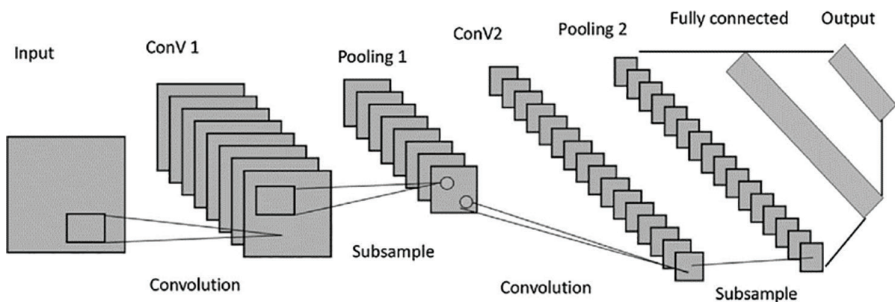 Input
ConV 1
Pooling 1
ConV2
Pooling 2
Fully connected
Output
Convolution
Subsample
Convolution
Subsample